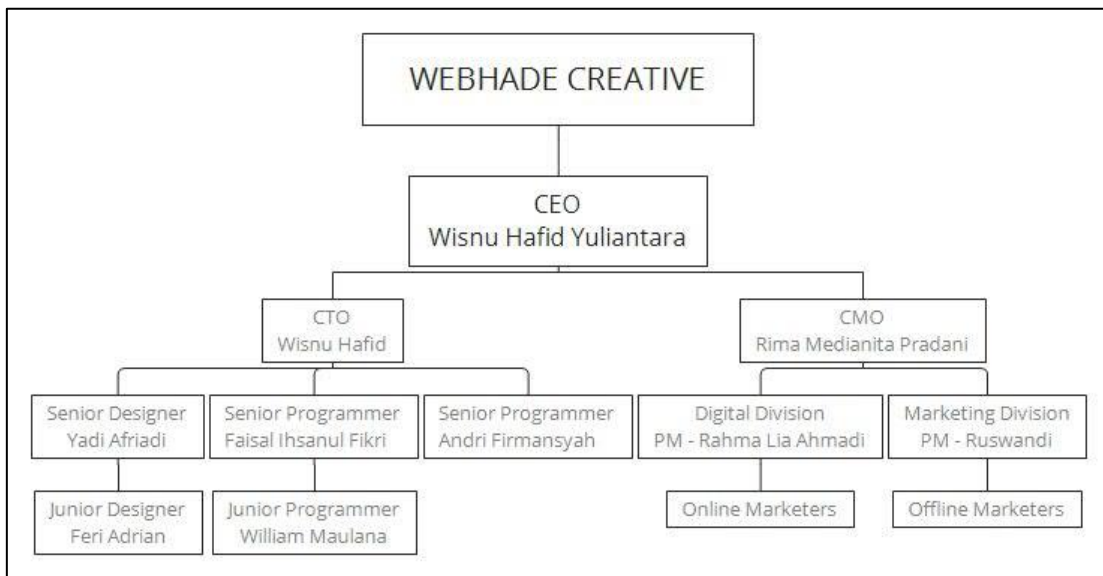 WEBHADE CREATIVE
CEO
Wisnu Hafid Yuliantara
CTO
Wisnu Hafid
CMO
Rima Medianita Pradani
Senior Designer
Yadi Afriadi
Senior Programmer
Faisal Ihsanul Fikri
Senior Programmer
Andri Firmansyah
Digital Division
PM - Rahma Lia Ahmadi
Marketing Division
PM - Ruswandi
Junior Designer
Feri Adrian
Junior Programmer
William Maulana
Online Marketers
Offline Marketers